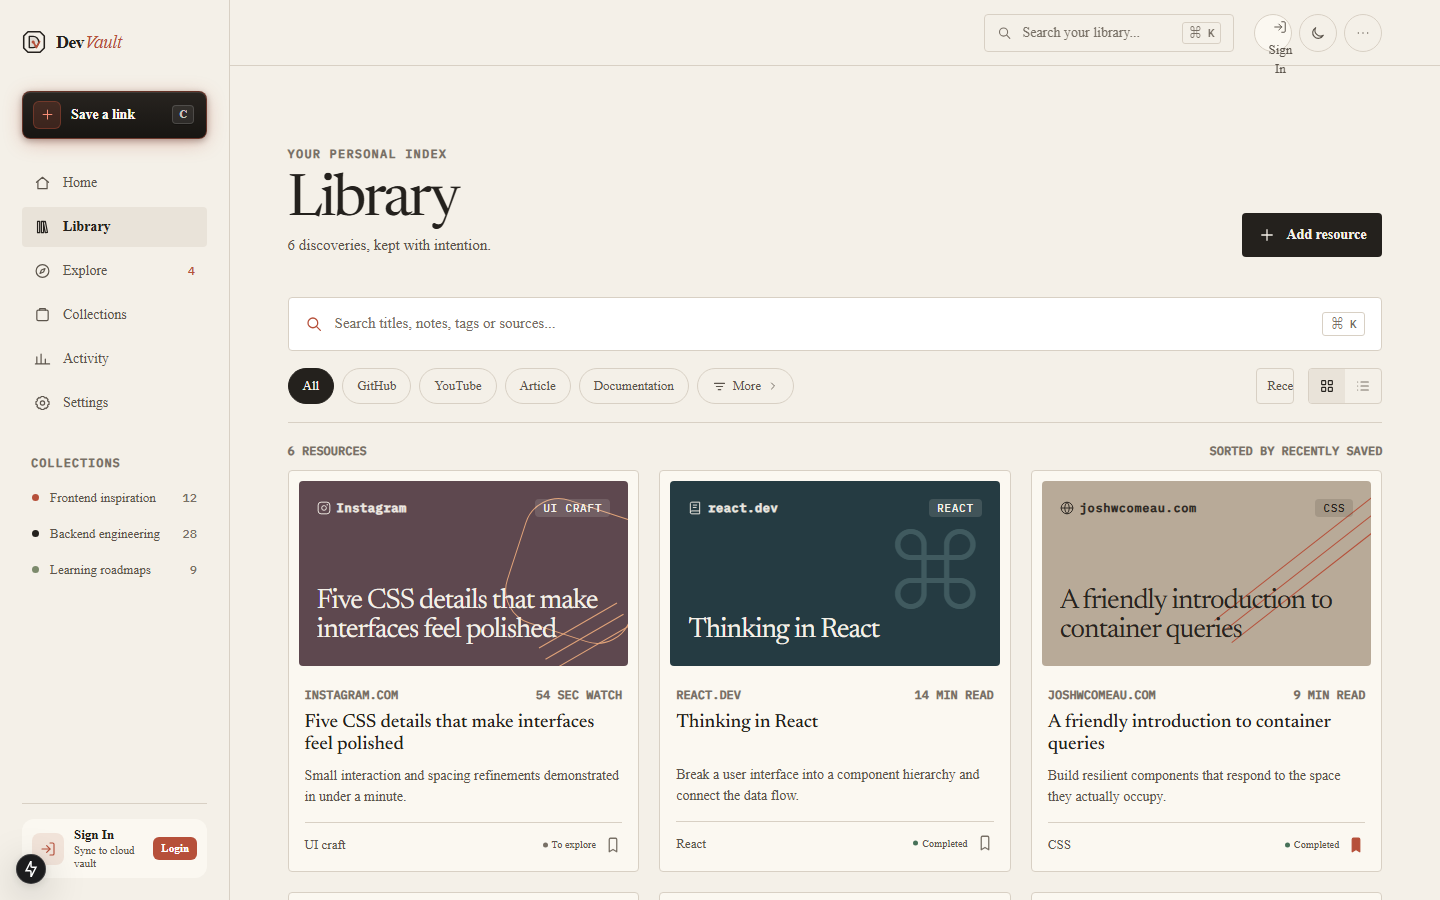 DevVault
Save a link
C
Home
Library
Explore
4
Collections
Activity
Settings
COLLECTIONS
Frontend inspiration 12
Backend engineering 28
Learning roadmaps 9
Sign In
Sync to cloud
vault
Login
Search your library...
⌘ K
Sign
In
YOUR PERSONAL INDEX
Library
6 discoveries, kept with intention.
Add resource
Search titles, notes, tags or sources...
⌘ K
All
GitHub
YouTube
Article
Documentation
More
Rece
6 RESOURCES
SORTED BY RECENTLY SAVED
Instagram
UI CRAFT
Five CSS details that make
interfaces feel polished
INSTAGRAM.COM
54 SEC WATCH
Five CSS details that make interfaces
feel polished
Small interaction and spacing refinements demonstrated
in under a minute.
UI craft
To explore
react.dev
REACT
⌘
Thinking in React
REACT.DEV
14 MIN READ
Thinking in React
Break a user interface into a component hierarchy and
connect the data flow.
React
Completed
joshwcomeau.com
CSS
A friendly introduction to
container queries
JOSHWCOMEAU.COM
9 MIN READ
A friendly introduction to container
queries
Build resilient components that respond to the space
they actually occupy.
CSS
Completed